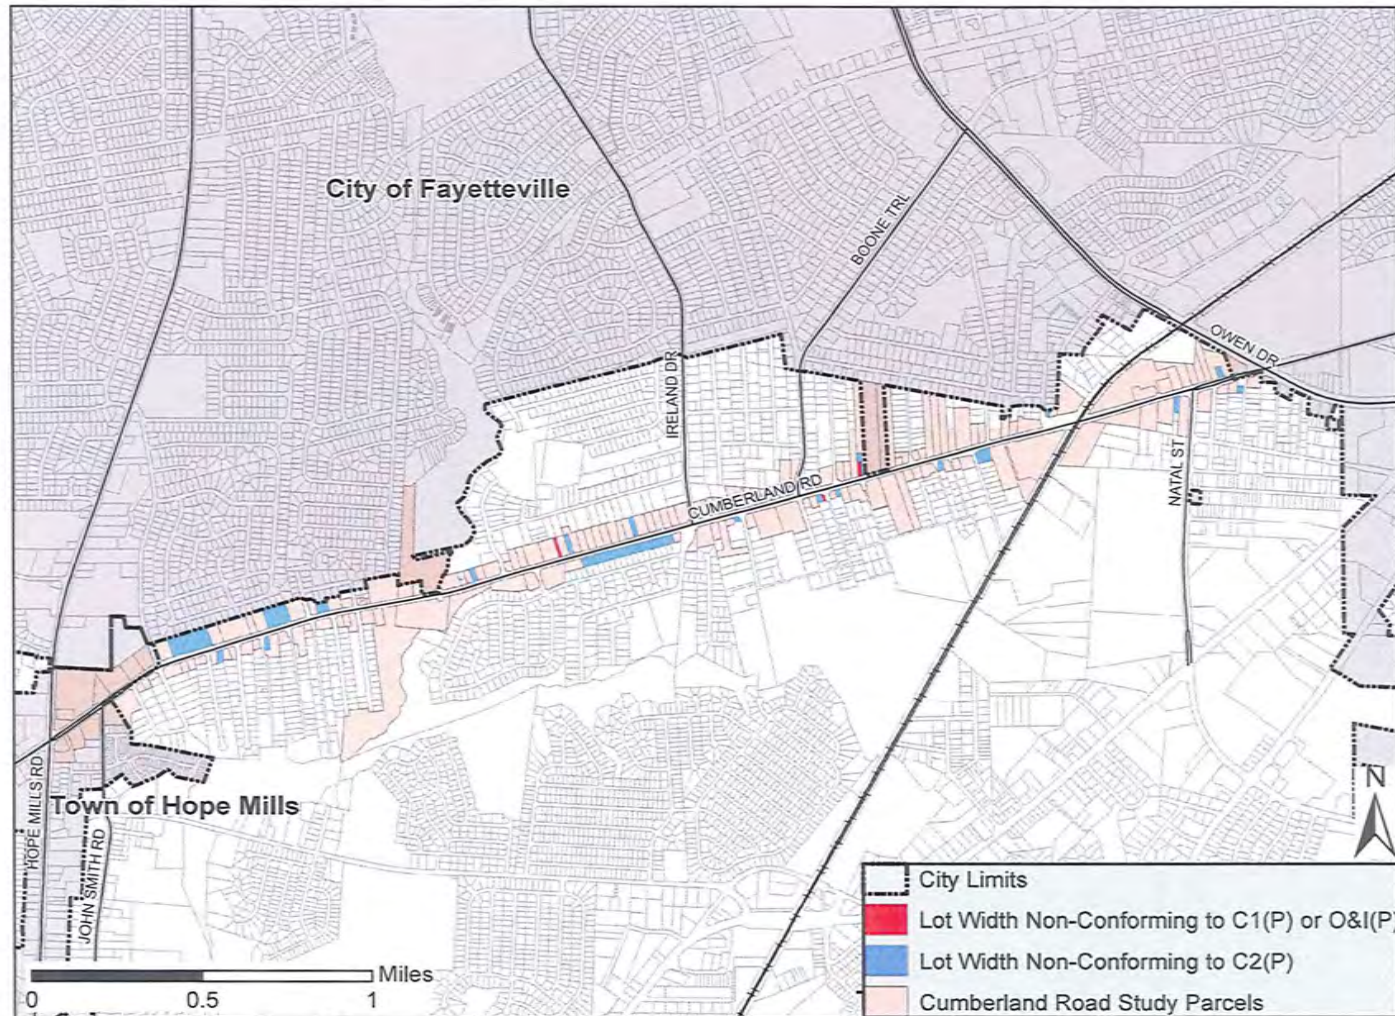 City of Fayetteville
BOONE TRL
OWEN DR
IRELAND DR
CUMBERLAND RD
NATAL ST
HOPE MILLS RD
Town of Hope Mills
JOHN SMITH RD
N
Miles
0 0.5 1
City Limits
Lot Width Non-Conforming to C1(P) or O&I(P)
Lot Width Non-Conforming to C2(P)
Cumberland Road Study Parcels